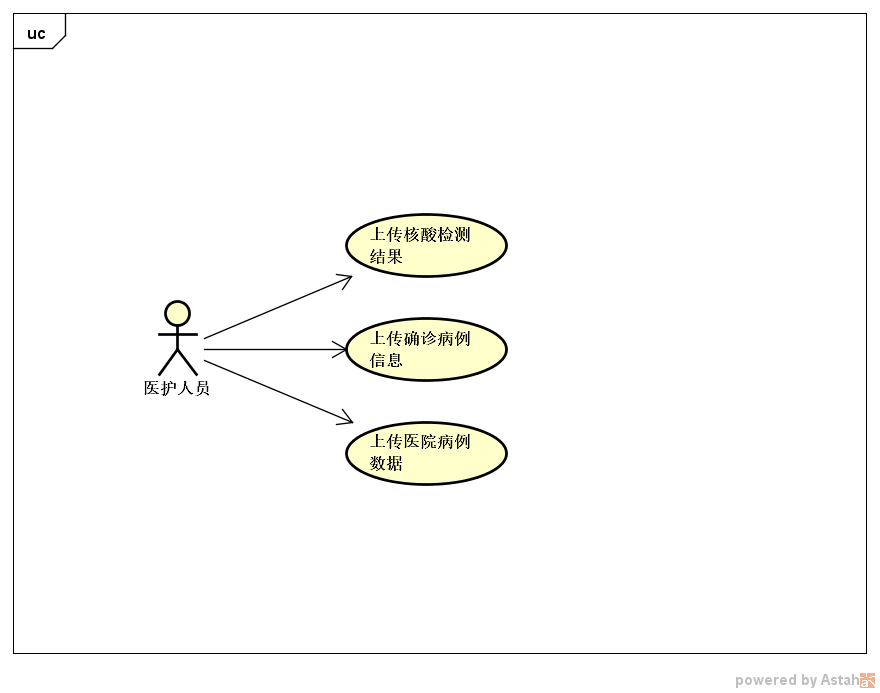 uc
上传核酸检测
结果
上传确诊病例
信息
医护人员
上传医院病例
数据
powered by Astah